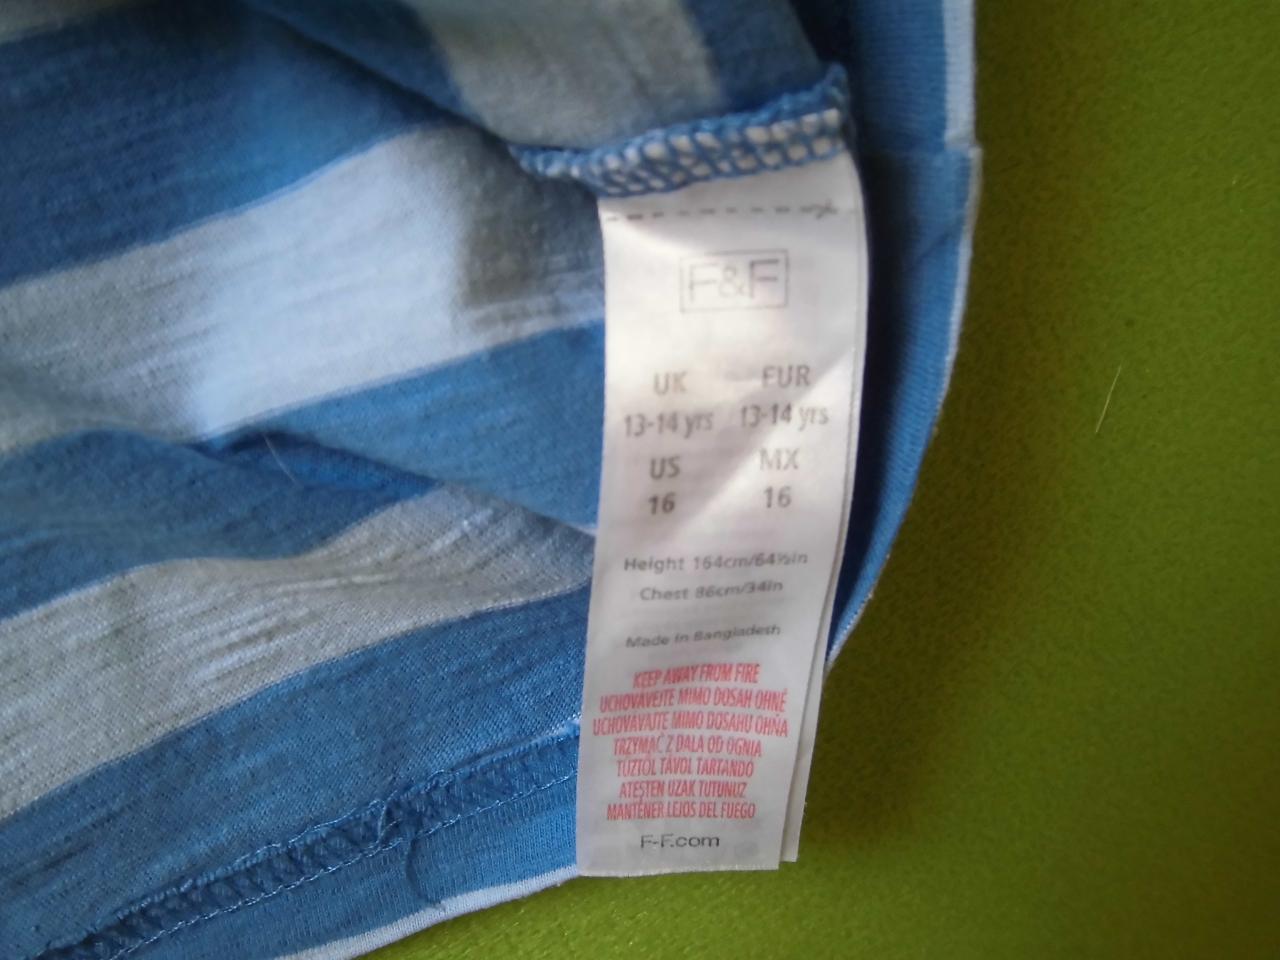 F&F
UK EUR
13-14 yrs 13-14 yrs
US MX
16 16
Height 164cm/64½in
Chest 86cm/34in
Made in Bangladesh
KEEP AWAY FROM FIRE
UCHOVÁVEJTE MIMO DOSAH OHNĚ
UCHOVÁVAJTE MIMO DOSAHU OHŇA
TRZYMAĆ Z DALA OD OGNIA
TŰZTŐL TÁVOL TARTANDÓ
ATEŞTEN UZAK TUTUNUZ
MANTENER LEJOS DEL FUEGO
F-F.com